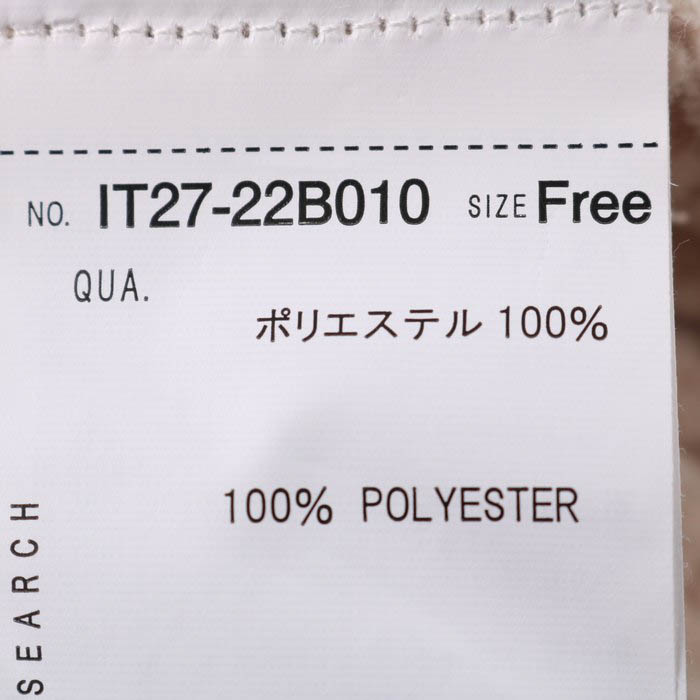 NO. IT27-22B010 SIZE Free
QUA.
ポリエステル 100%
100% POLYESTER
SEARCH